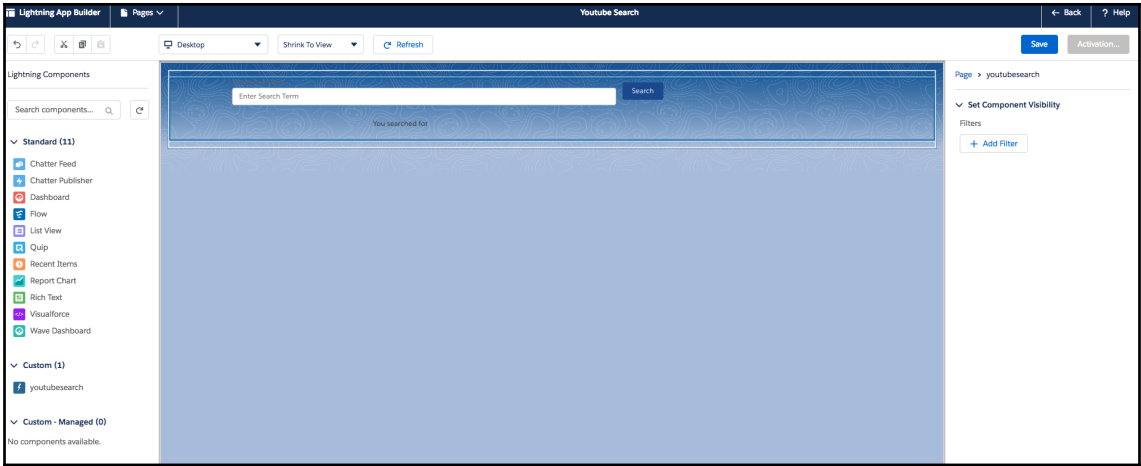 Lightning App Builder
Pages
Youtube Search
Back
? Help
Desktop
Shrink To View
Refresh
Save
Activation...
Lightning Components
Search components...
Standard (11)
Chatter Feed
Chatter Publisher
Dashboard
Flow
List View
Quip
Recent Items
Report Chart
Rich Text
Visualforce
Wave Dashboard
Custom (1)
youtubesearch
Custom - Managed (0)
No components available.
Enter Search Term
Search
You searched for
Page > youtubesearch
Set Component Visibility
Filters
+ Add Filter